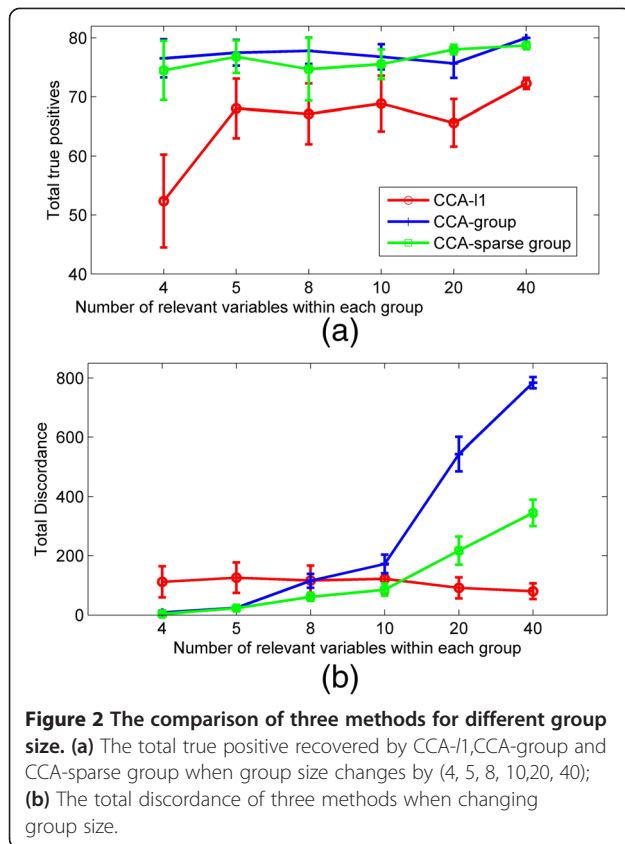 80
70
60
50
40
Total true positives
CCA-l1
CCA-group
CCA-sparse group
4 5 8 10 20 40
Number of relevant variables within each group
(a)
800
600
400
200
0
Total Discordance
4 5 8 10 20 40
Number of relevant variables within each group
(b)
Figure 2 The comparison of three methods for different group
size. (a) The total true positive recovered by CCA-l1,CCA-group and
CCA-sparse group when group size changes by (4, 5, 8, 10,20, 40);
(b) The total discordance of three methods when changing
group size.